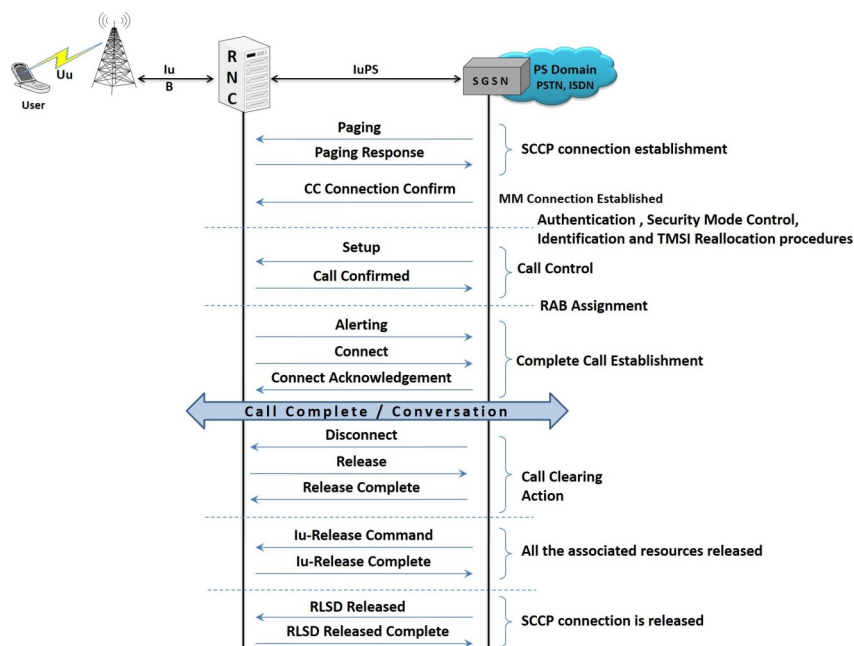 User
Uu
Iu
B
R
N
C
IuPS
SGSN
PS Domain
PSTN, ISDN
Paging
Paging Response
SCCP connection establishment
CC Connection Confirm
MM Connection Established
Authentication , Security Mode Control,
Identification and TMSI Reallocation procedures
Setup
Call Confirmed
Call Control
RAB Assignment
Alerting
Connect
Connect Acknowledgement
Complete Call Establishment
Call Complete / Conversation
Disconnect
Release
Release Complete
Call Clearing
Action
Iu-Release Command
Iu-Release Complete
All the associated resources released
RLSD Released
RLSD Released Complete
SCCP connection is released